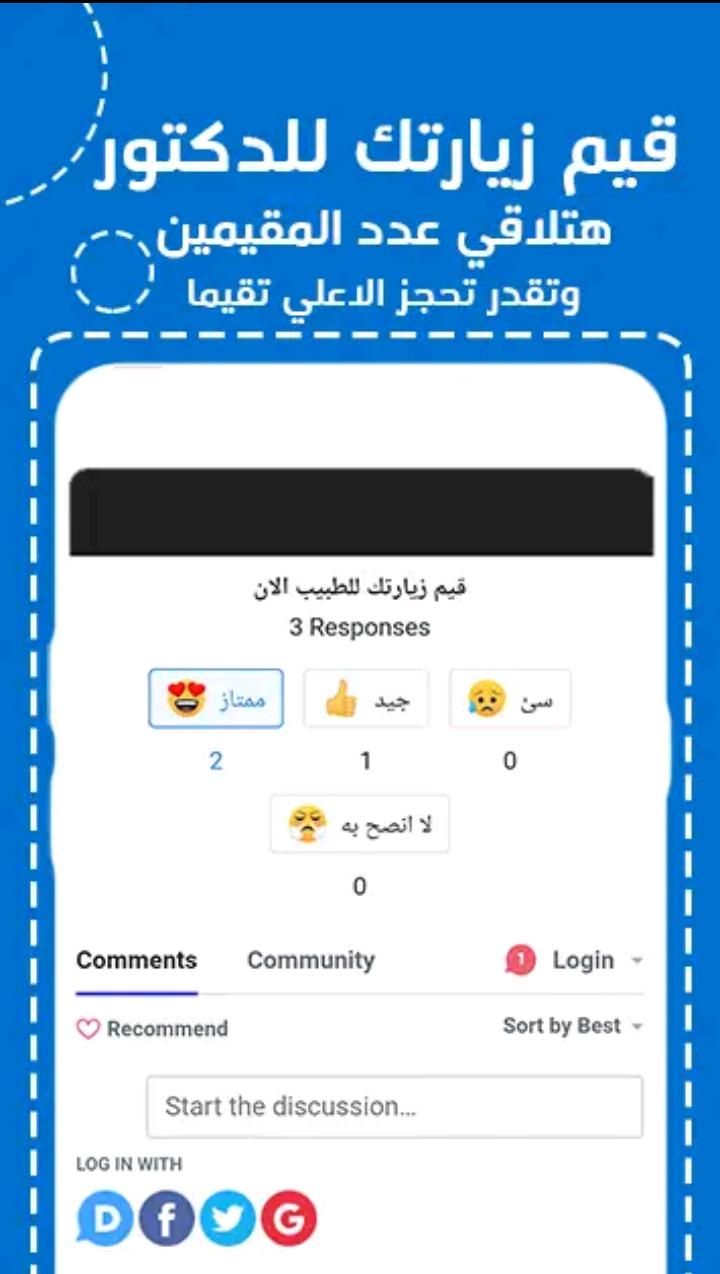 قيم زيارتك للدكتور
هتلاقي عدد المقيمين
وتقدر تحجز الاعلي تقيما
قيم زيارتك للطبيب الان
3 Responses
ممتاز جيد سئ
2 1 0
لا انصح به
0
Comments Community 1 Login
Recommend Sort by Best
Start the discussion...
LOG IN WITH
D f G